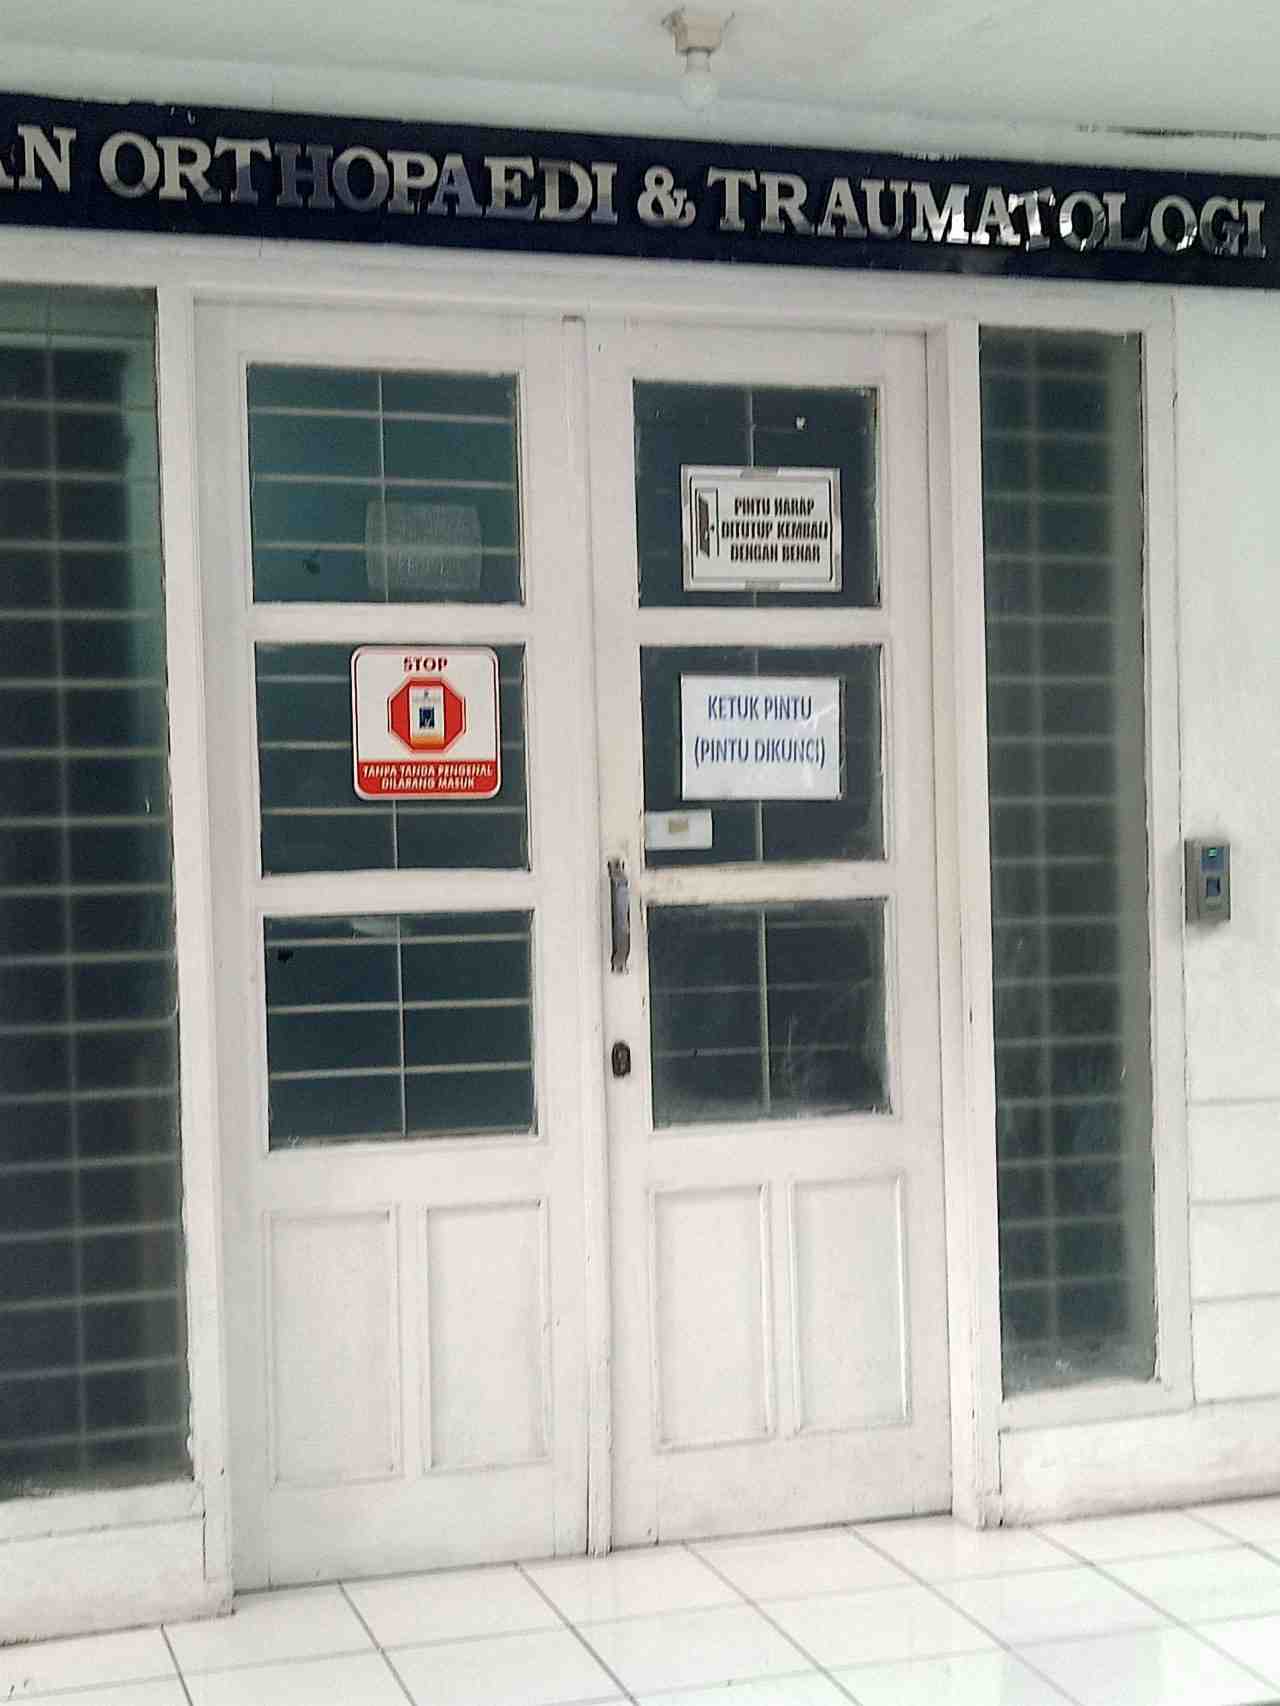 AN ORTHOPAEDI & TRAUMATOLOGI
PINTU HARAP
DITUTUP KEMBALI
DENGAN BENAR
STOP
TANPA TANDA PENGENAL
DILARANG MASUK
KETUK PINTU
(PINTU DIKUNCI)